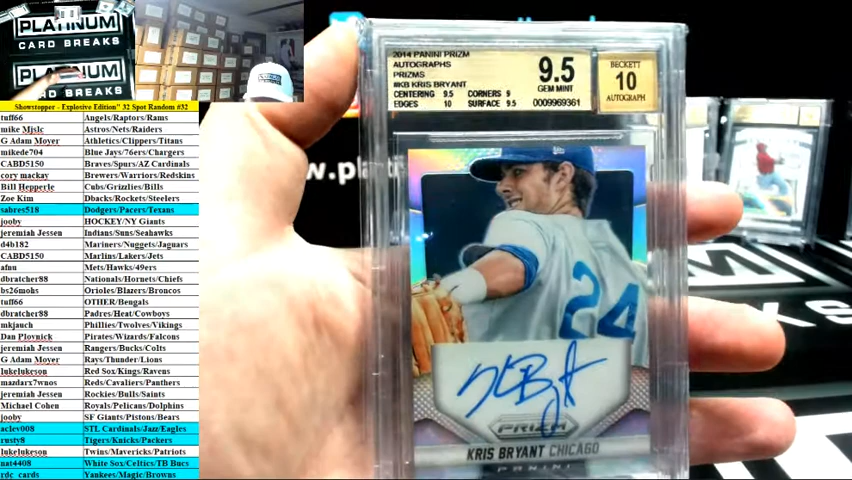 PLATINUM
CARD BREAKS
PLATINUM
CARD BREAKS
Showstopper - Explosive Edition" 32 Spot Random #32
tuff66 Angels/Raptors/Rams
mike Mjslc Astros/Nets/Raiders
G Adam Moyer Athletics/Clippers/Titans
mikede704 Blue Jays/76ers/Chargers
CABD5150 Braves/Spurs/AZ Cardinals
cory mackay Brewers/Warriors/Redskins
Bill Hepperle Cubs/Grizzlies/Bills
Zoe Kim Dbacks/Rockets/Steelers
sabres518 Dodgers/Pacers/Texans
jooby HOCKEY/NY Giants
jeremiah Jessen Indians/Suns/Seahawks
d4b182 Mariners/Nuggets/Jaguars
CABD5150 Marlins/Lakers/Jets
afnu Mets/Hawks/49ers
dbratcher88 Nationals/Hornets/Chiefs
bs26mohs Orioles/Blazers/Broncos
tuff66 OTHER/Bengals
dbratcher88 Padres/Heat/Cowboys
mkjauch Phillies/Twolves/Vikings
Dan Plovnick Pirates/Wizards/Falcons
jeremiah Jessen Rangers/Bucks/Colts
G Adam Moyer Rays/Thunder/Lions
lukelukeson Red Sox/Kings/Ravens
mazdarx7wnos Reds/Cavaliers/Panthers
jeremiah Jessen Rockies/Bulls/Saints
Michael Cohen Royals/Pelicans/Dolphins
jooby SF Giants/Pistons/Bears
aclev008 STL Cardinals/Jazz/Eagles
rusty8 Tigers/Knicks/Packers
lukelukeson Twins/Mavericks/Patriots
nat4408 White Sox/Celtics/TB Bucs
rdc_cards Yankees/Magic/Browns
2014 PANINI PRIZM
AUTOGRAPHS
PRIZMS
#KB KRIS BRYANT
CENTERING 9.5 CORNERS 9
EDGES 10 SURFACE 9.5
9.5
GEM MINT
0009969361
BECKETT
10
AUTOGRAPH
w.pla
24
PRIZM
KRIS BRYANT CHICAGO
PANINI